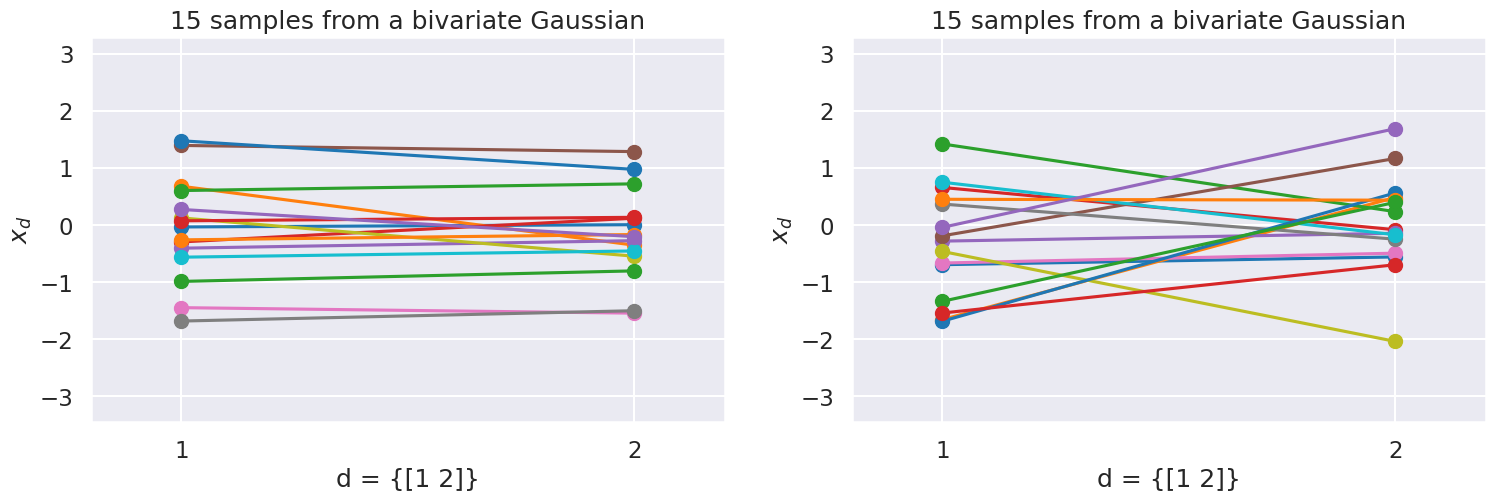 15 samples from a bivariate Gaussian
3
2
1
0
−1
−2
−3
x_d
1 2
d = {[1 2]}
15 samples from a bivariate Gaussian
3
2
1
0
−1
−2
−3
x_d
1 2
d = {[1 2]}